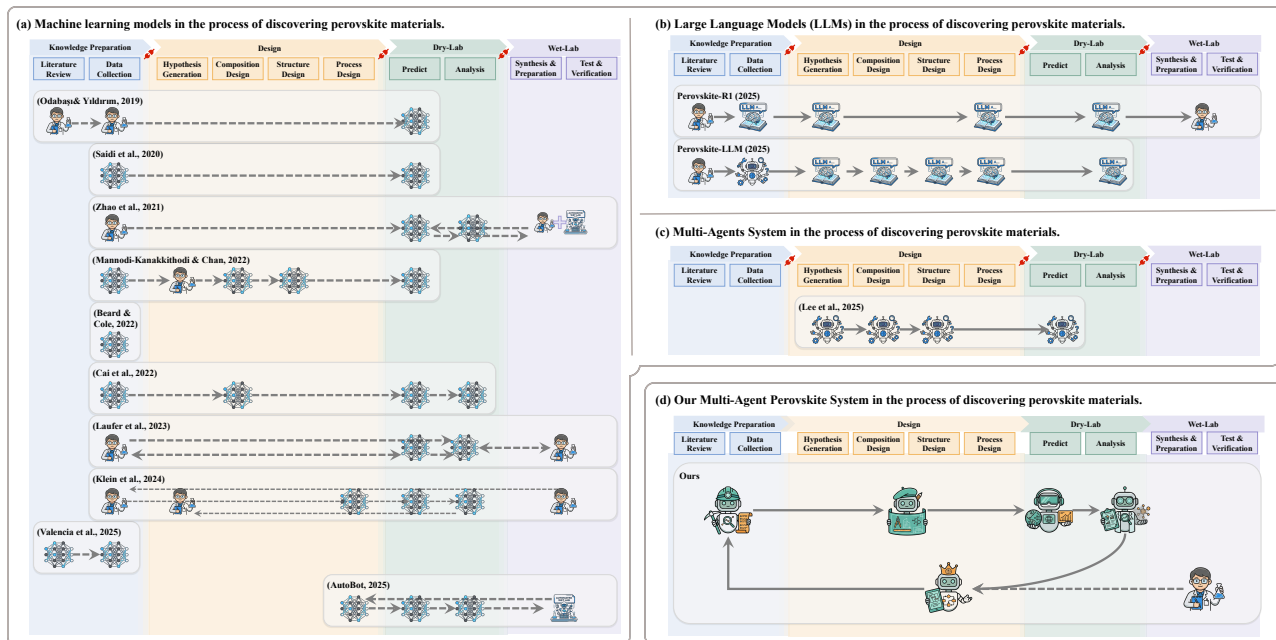 (a) Machine learning models in the process of discovering perovskite materials.
Knowledge Preparation
Design
Dry-Lab
Wet-Lab
Literature
Review
Data
Collection
Hypothesis
Generation
Composition
Design
Structure
Design
Process
Design
Predict
Analysis
Synthesis &
Preparation
Test &
Verification
(Odabaşı& Yıldırım, 2019)
(Saidi et al., 2020)
(Zhao et al., 2021)
(Mannodi-Kanakkithodi & Chan, 2022)
(Beard &
Cole, 2022)
(Cai et al., 2022)
(Laufer et al., 2023)
(Klein et al., 2024)
(Valencia et al., 2025)
(AutoBot, 2025)
(b) Large Language Models (LLMs) in the process of discovering perovskite materials.
Knowledge Preparation
Design
Dry-Lab
Wet-Lab
Literature
Review
Data
Collection
Hypothesis
Generation
Composition
Design
Structure
Design
Process
Design
Predict
Analysis
Synthesis &
Preparation
Test &
Verification
Perovskite-R1 (2025)
LLM
LLM
LLM
LLM
Perovskite-LLM (2025)
LLM
LLM
LLM
LLM
LLM
(c) Multi-Agents System in the process of discovering perovskite materials.
Knowledge Preparation
Design
Dry-Lab
Wet-Lab
Literature
Review
Data
Collection
Hypothesis
Generation
Composition
Design
Structure
Design
Process
Design
Predict
Analysis
Synthesis &
Preparation
Test &
Verification
(Lee et al., 2025)
(d) Our Multi-Agent Perovskite System in the process of discovering perovskite materials.
Knowledge Preparation
Design
Dry-Lab
Wet-Lab
Literature
Review
Data
Collection
Hypothesis
Generation
Composition
Design
Structure
Design
Process
Design
Predict
Analysis
Synthesis &
Preparation
Test &
Verification
Ours